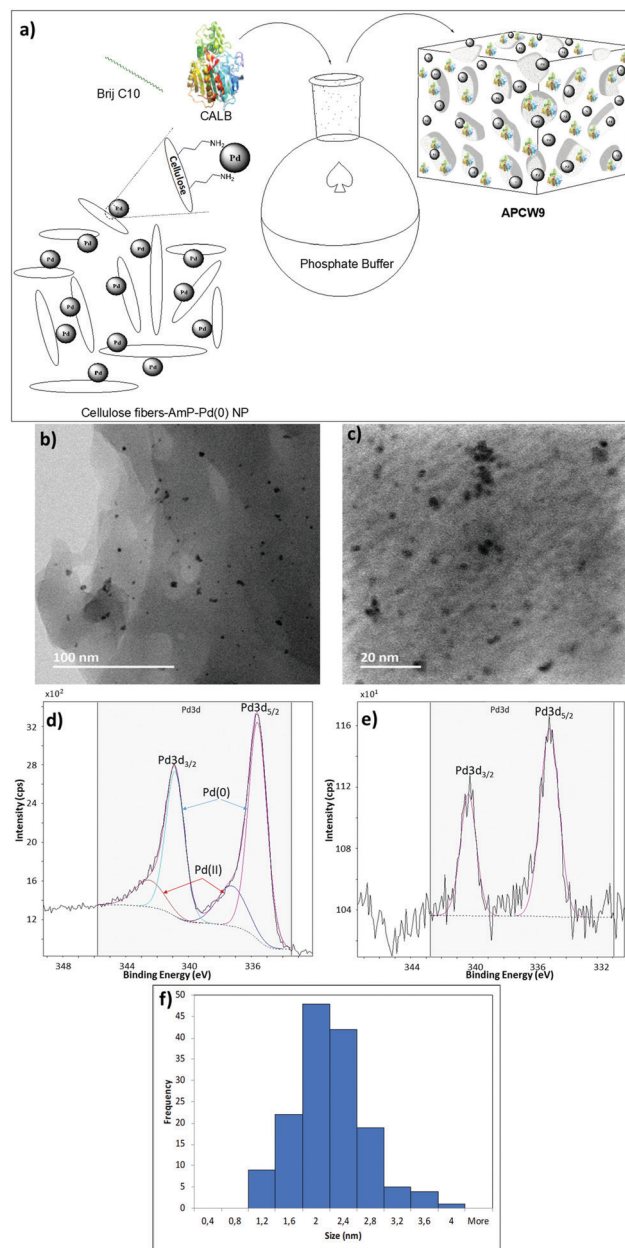 a)
Brij C10
CALB
NH2
Cellulose
Pd
NH2
Pd
Pd
Pd
Pd
Pd
Pd
Pd
Pd
Pd
Pd
Pd
Pd
Cellulose fibers-AmP-Pd(0) NP
Phosphate Buffer
APCW9
b)
100 nm
c)
20 nm
d)
x10²
Pd3d
Pd3d5/2
Pd3d3/2
Pd(0)
Pd(II)
Intensity (cps)
32
28
24
20
16
12
348 344 340 336
Binding Energy (eV)
e)
x10¹
Pd3d
Pd3d5/2
Pd3d3/2
Intensity (cps)
116
112
108
104
344 340 336 332
Binding Energy (eV)
f)
Frequency
50
45
40
35
30
25
20
15
10
5
0
0,4 0,8 1,2 1,6 2 2,4 2,8 3,2 3,6 4 More
Size (nm)